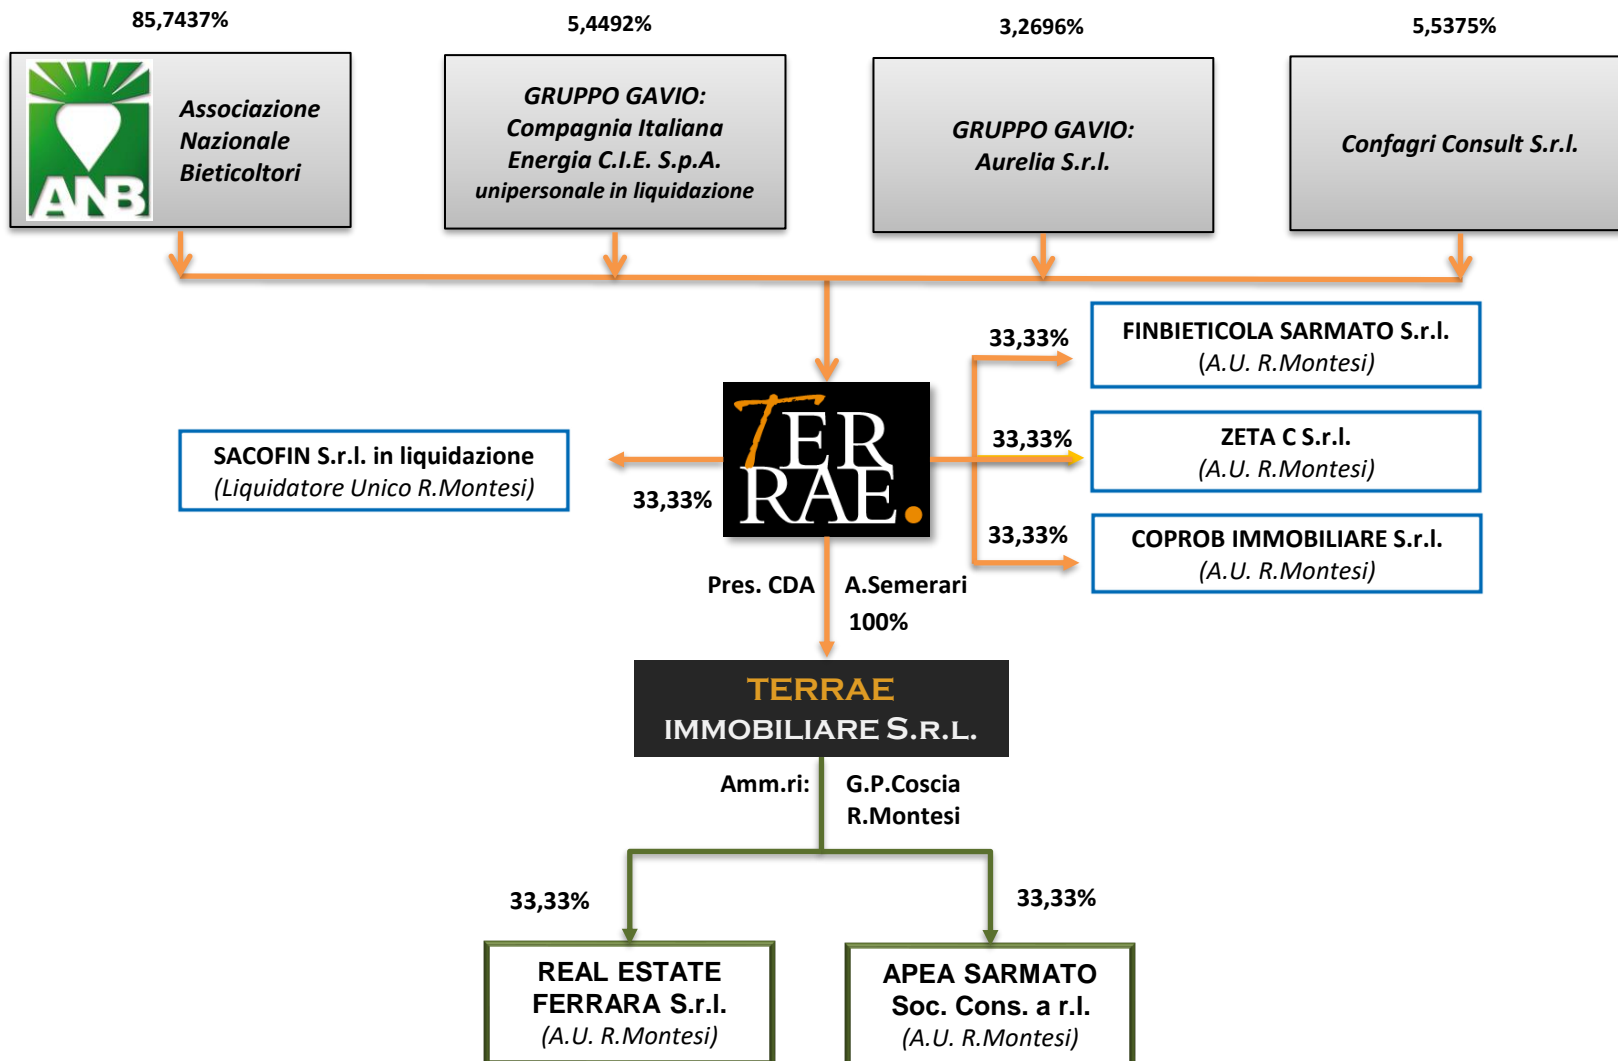 85,7437%
5,4492%
3,2696%
5,5375%
ANB
Associazione
Nazionale
Bieticoltori
GRUPPO GAVIO:
Compagnia Italiana
Energia C.I.E. S.p.A.
unipersonale in liquidazione
GRUPPO GAVIO:
Aurelia S.r.l.
Confagri Consult S.r.l.
33,33%
FINBIETICOLA SARMATO S.r.l.
(A.U. R.Montesi)
SACOFIN S.r.l. in liquidazione
(Liquidatore Unico R.Montesi)
33,33%
TER
RAE.
33,33%
ZETA C S.r.l.
(A.U. R.Montesi)
33,33%
COPROB IMMOBILIARE S.r.l.
(A.U. R.Montesi)
Pres. CDA A.Semerari
100%
TERRAE
IMMOBILIARE S.R.L.
Amm.ri: G.P.Coscia
R.Montesi
33,33%
33,33%
REAL ESTATE
FERRARA S.r.l.
(A.U. R.Montesi)
APEA SARMATO
Soc. Cons. a r.l.
(A.U. R.Montesi)